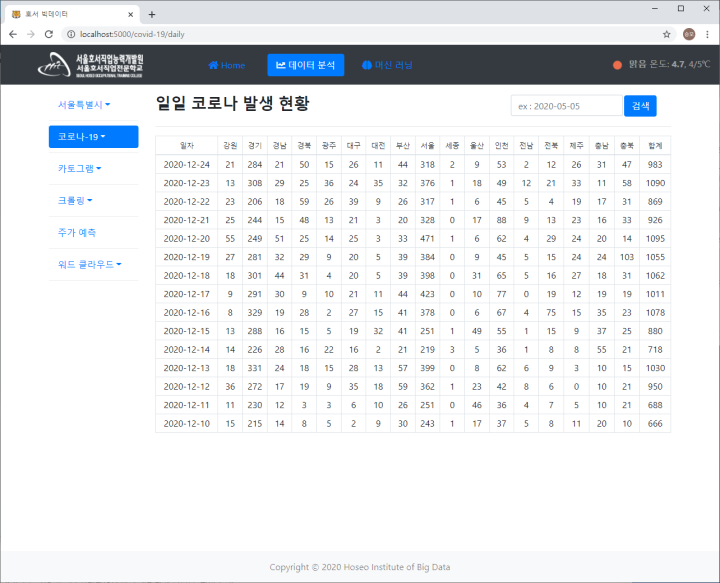 호서 빅데이터
localhost:5000/covid-19/daily
서울호서직업능력개발원
서울호서직업전문학교
SEOUL HOSEO OCCUPATIONAL TRAINING COLLEGE
Home
데이터 분석
머신 러닝
맑음 온도: 4.7, 4/5℃
서울특별시
코로나-19
카토그램
크롤링
주가 예측
워드 클라우드
일일 코로나 발생 현황
ex : 2020-05-05
검색
일자 강원 경기 경남 경북 광주 대구 대전 부산 서울 세종 울산 인천 전남 전북 제주 충남 충북 합계
2020-12-24 21 284 21 50 15 26 11 44 318 2 9 53 2 12 26 31 47 983
2020-12-23 13 308 29 25 36 24 35 32 376 1 18 49 12 21 33 11 58 1090
2020-12-22 23 206 18 59 26 39 9 26 317 1 6 45 5 4 19 17 31 869
2020-12-21 25 244 15 48 13 21 3 20 328 0 17 88 9 13 23 16 33 926
2020-12-20 55 249 51 25 14 25 3 33 471 1 6 62 4 29 24 20 14 1095
2020-12-19 27 281 32 29 9 20 5 39 384 0 9 45 5 15 24 24 103 1055
2020-12-18 18 301 44 31 4 20 5 39 398 0 31 65 5 16 27 18 31 1062
2020-12-17 9 291 30 9 10 21 11 44 423 0 10 77 0 19 12 19 19 1011
2020-12-16 8 329 19 28 2 27 15 41 378 0 6 67 4 75 15 35 23 1078
2020-12-15 13 288 16 15 5 19 32 41 251 1 49 55 1 15 9 37 25 880
2020-12-14 14 226 28 16 22 16 2 21 219 3 5 36 1 8 8 55 21 718
2020-12-13 18 331 24 18 15 28 13 57 399 0 8 62 6 9 3 10 15 1030
2020-12-12 36 272 17 19 9 35 18 59 362 1 23 42 8 6 0 10 21 950
2020-12-11 11 230 12 3 3 6 10 26 251 0 46 36 4 7 5 10 21 688
2020-12-10 15 215 14 8 5 2 9 30 243 1 17 37 5 8 11 20 10 666
Copyright © 2020 Hoseo Institute of Big Data